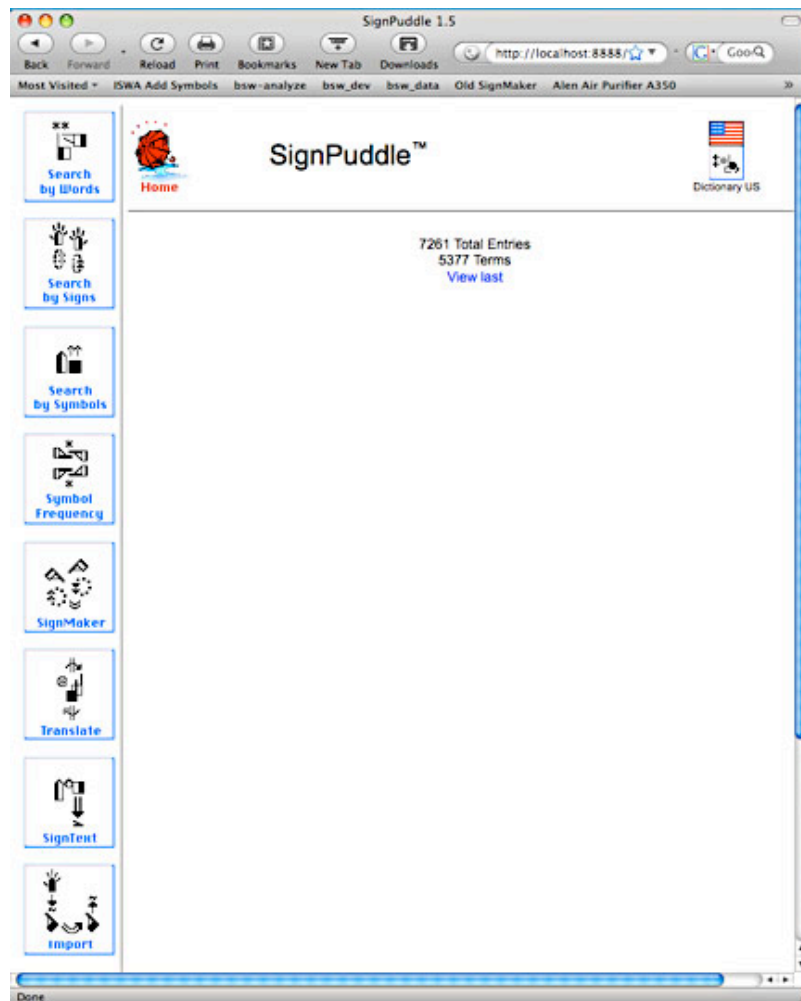 SignPuddle 1.5
Back Forward Reload Print Bookmarks New Tab Downloads
http://localhost:8888/
Goo
Most Visited ISWA Add Symbols bsw-analyze bsw_dev bsw_data Old SignMaker Alen Air Purifier A350 »
Search
by Words
Home
SignPuddle™
Dictionary US
7261 Total Entries
5377 Terms
View last
Search
by Signs
Search
by Symbols
Symbol
Frequency
SignMaker
Translate
SignText
Import
Done